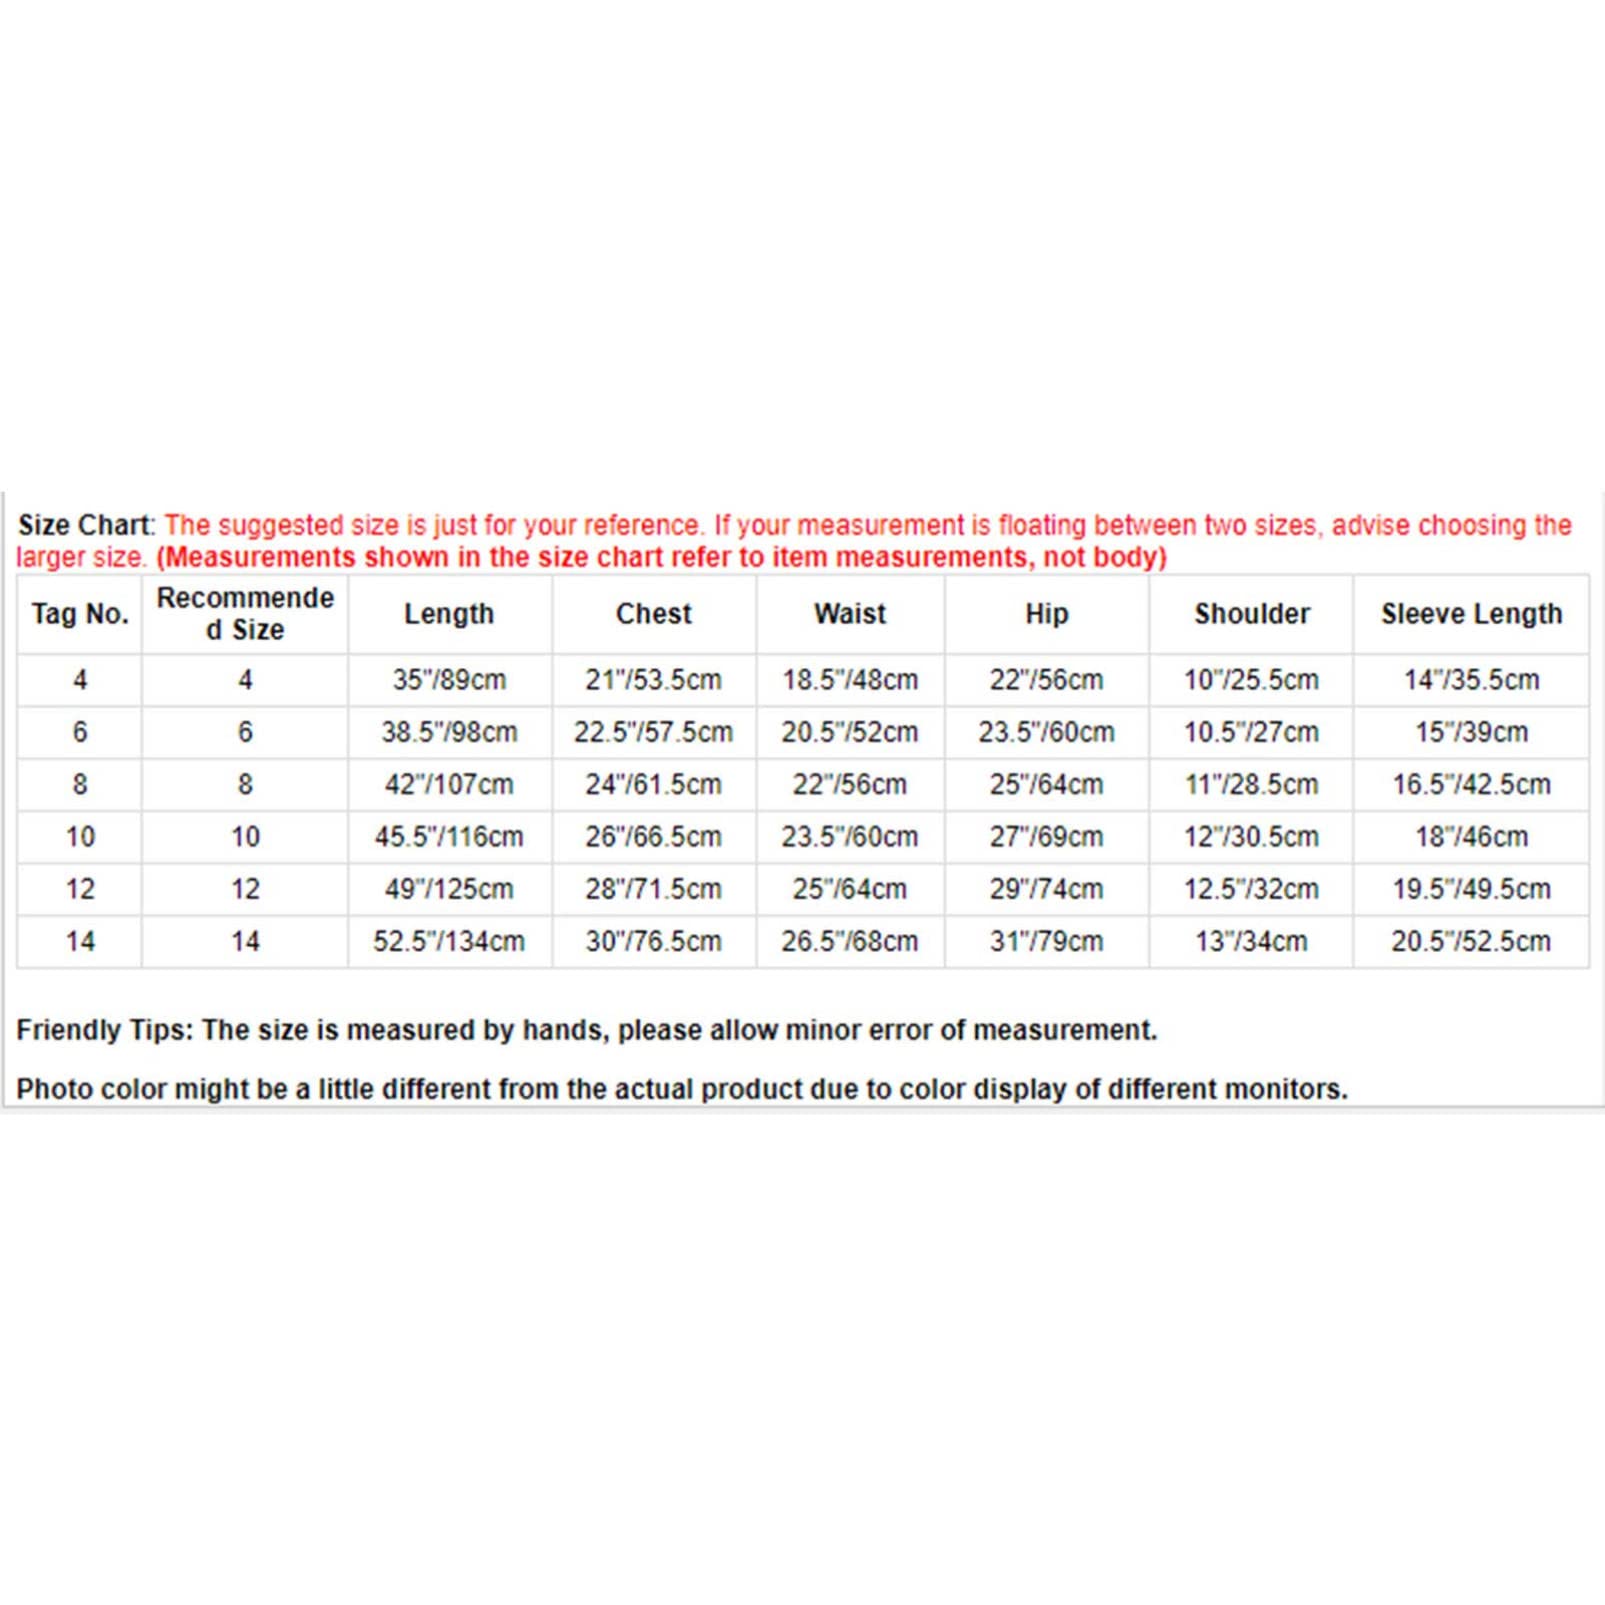 Size Chart: The suggested size is just for your reference. If your measurement is floating between two sizes, advise choosing the
larger size. (Measurements shown in the size chart refer to item measurements, not body)
Tag No. Recommende Length Chest Waist Hip Shoulder Sleeve Length
d Size
4 4 35"/89cm 21"/53.5cm 18.5"/48cm 22"/56cm 10"/25.5cm 14"/35.5cm
6 6 38.5"/98cm 22.5"/57.5cm 20.5"/52cm 23.5"/60cm 10.5"/27cm 15"/39cm
8 8 42"/107cm 24"/61.5cm 22"/56cm 25"/64cm 11"/28.5cm 16.5"/42.5cm
10 10 45.5"/116cm 26"/66.5cm 23.5"/60cm 27"/69cm 12"/30.5cm 18"/46cm
12 12 49"/125cm 28"/71.5cm 25"/64cm 29"/74cm 12.5"/32cm 19.5"/49.5cm
14 14 52.5"/134cm 30"/76.5cm 26.5"/68cm 31"/79cm 13"/34cm 20.5"/52.5cm
Friendly Tips: The size is measured by hands, please allow minor error of measurement.
Photo color might be a little different from the actual product due to color display of different monitors.